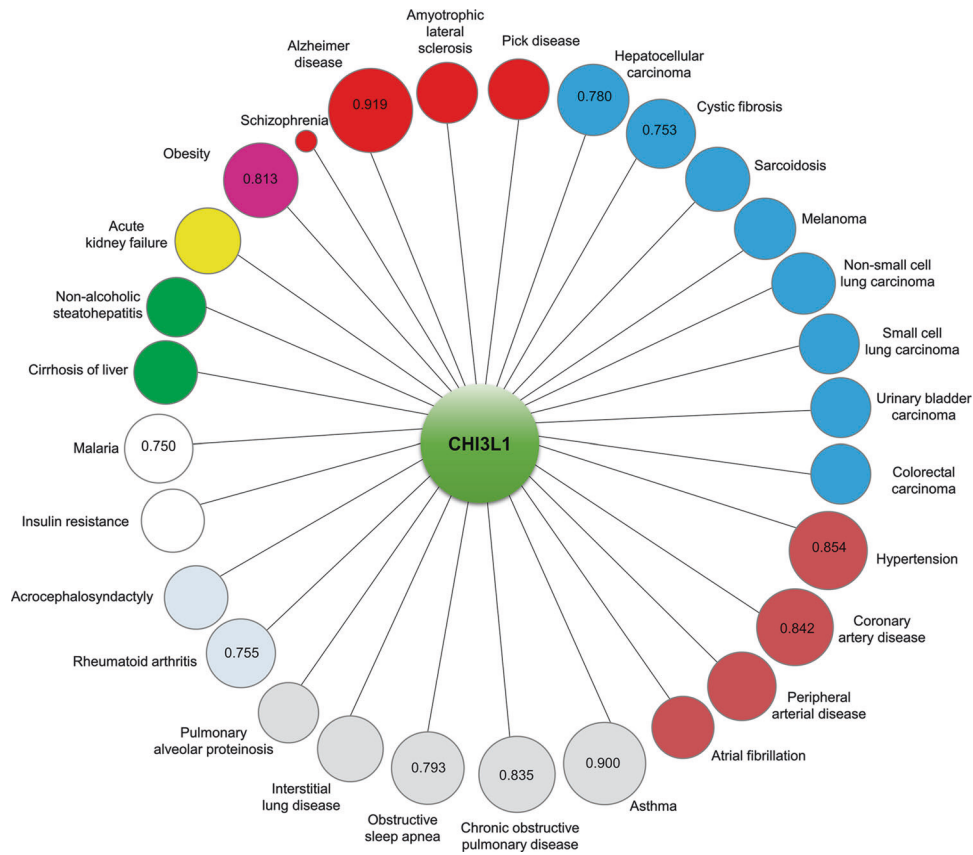 Amyotrophic
lateral
sclerosis
Pick disease
Alzheimer
disease
Hepatocellular
carcinoma
0.919
0.780
Cystic fibrosis
0.753
Schizophrenia
Obesity
0.813
Sarcoidosis
Melanoma
Acute
kidney failure
Non-small cell
lung carcinoma
Non-alcoholic
steatohepatitis
Small cell
lung carcinoma
Cirrhosis of liver
Urinary bladder
carcinoma
CHI3L1
Malaria
0.750
Colorectal
carcinoma
Insulin resistance
0.854
Hypertension
Acrocephalosyndactyly
0.842
Coronary
artery disease
Rheumatoid arthritis
0.755
Peripheral
arterial disease
Pulmonary
alveolar proteinosis
Atrial fibrillation
Interstitial
lung disease
0.793
0.835
0.900
Asthma
Obstructive
sleep apnea
Chronic obstructive
pulmonary disease